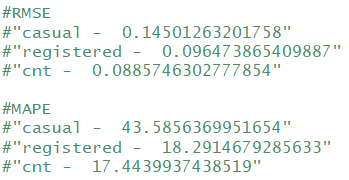 #RMSE
#"casual -  0.14501263201758"
#"registered -  0.096473865409887"
#"cnt -  0.0885746302777854"

#MAPE
#"casual -  43.5856369951654"
#"registered -  18.2914679285633"
#"cnt -  17.4439937438519"